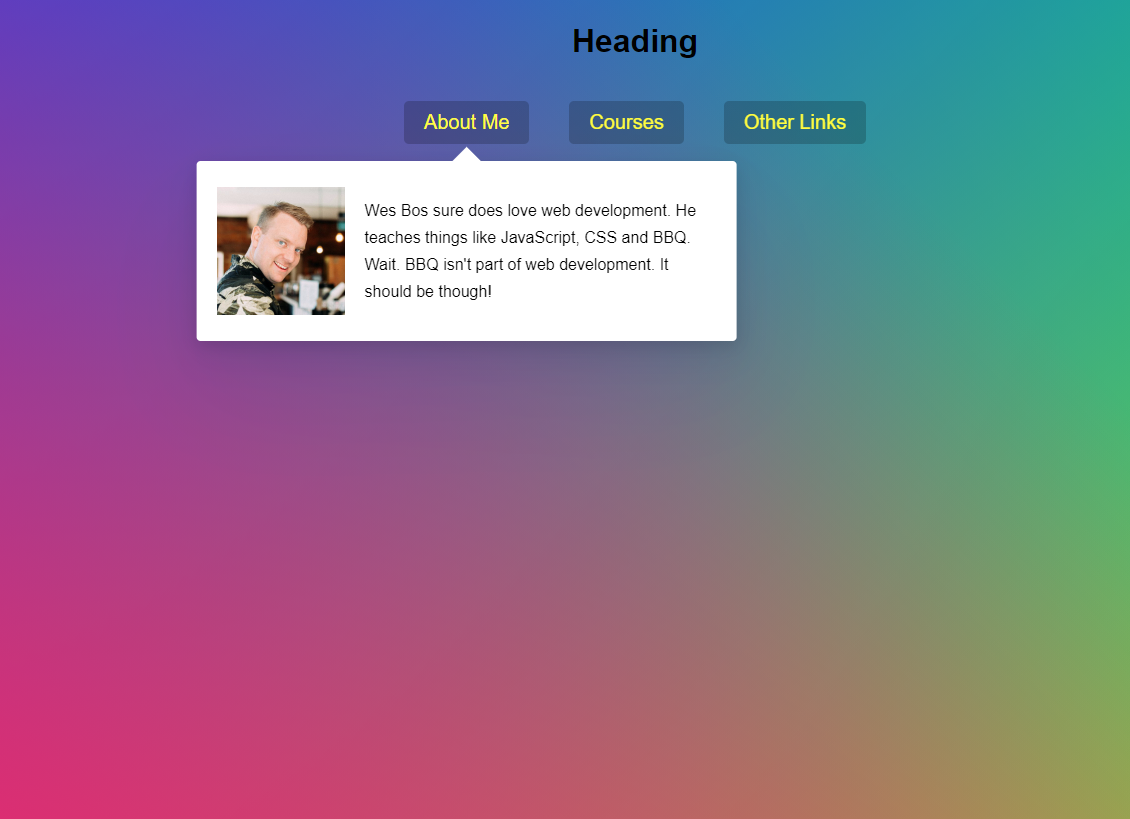 Heading
About Me
Courses
Other Links
Wes Bos sure does love web development. He
teaches things like JavaScript, CSS and BBQ.
Wait. BBQ isn't part of web development. It
should be though!